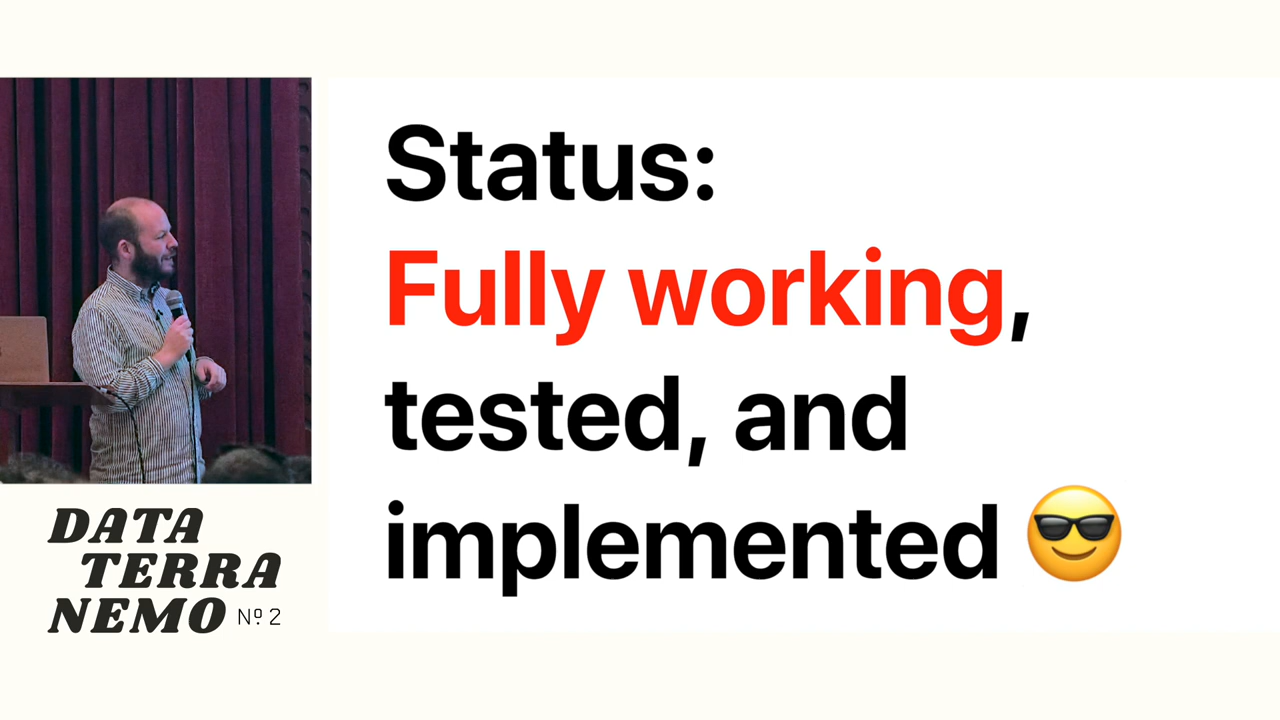 Status:
Fully working,
tested, and
implemented 😎
DATA
TERRA
NEMO Nº 2